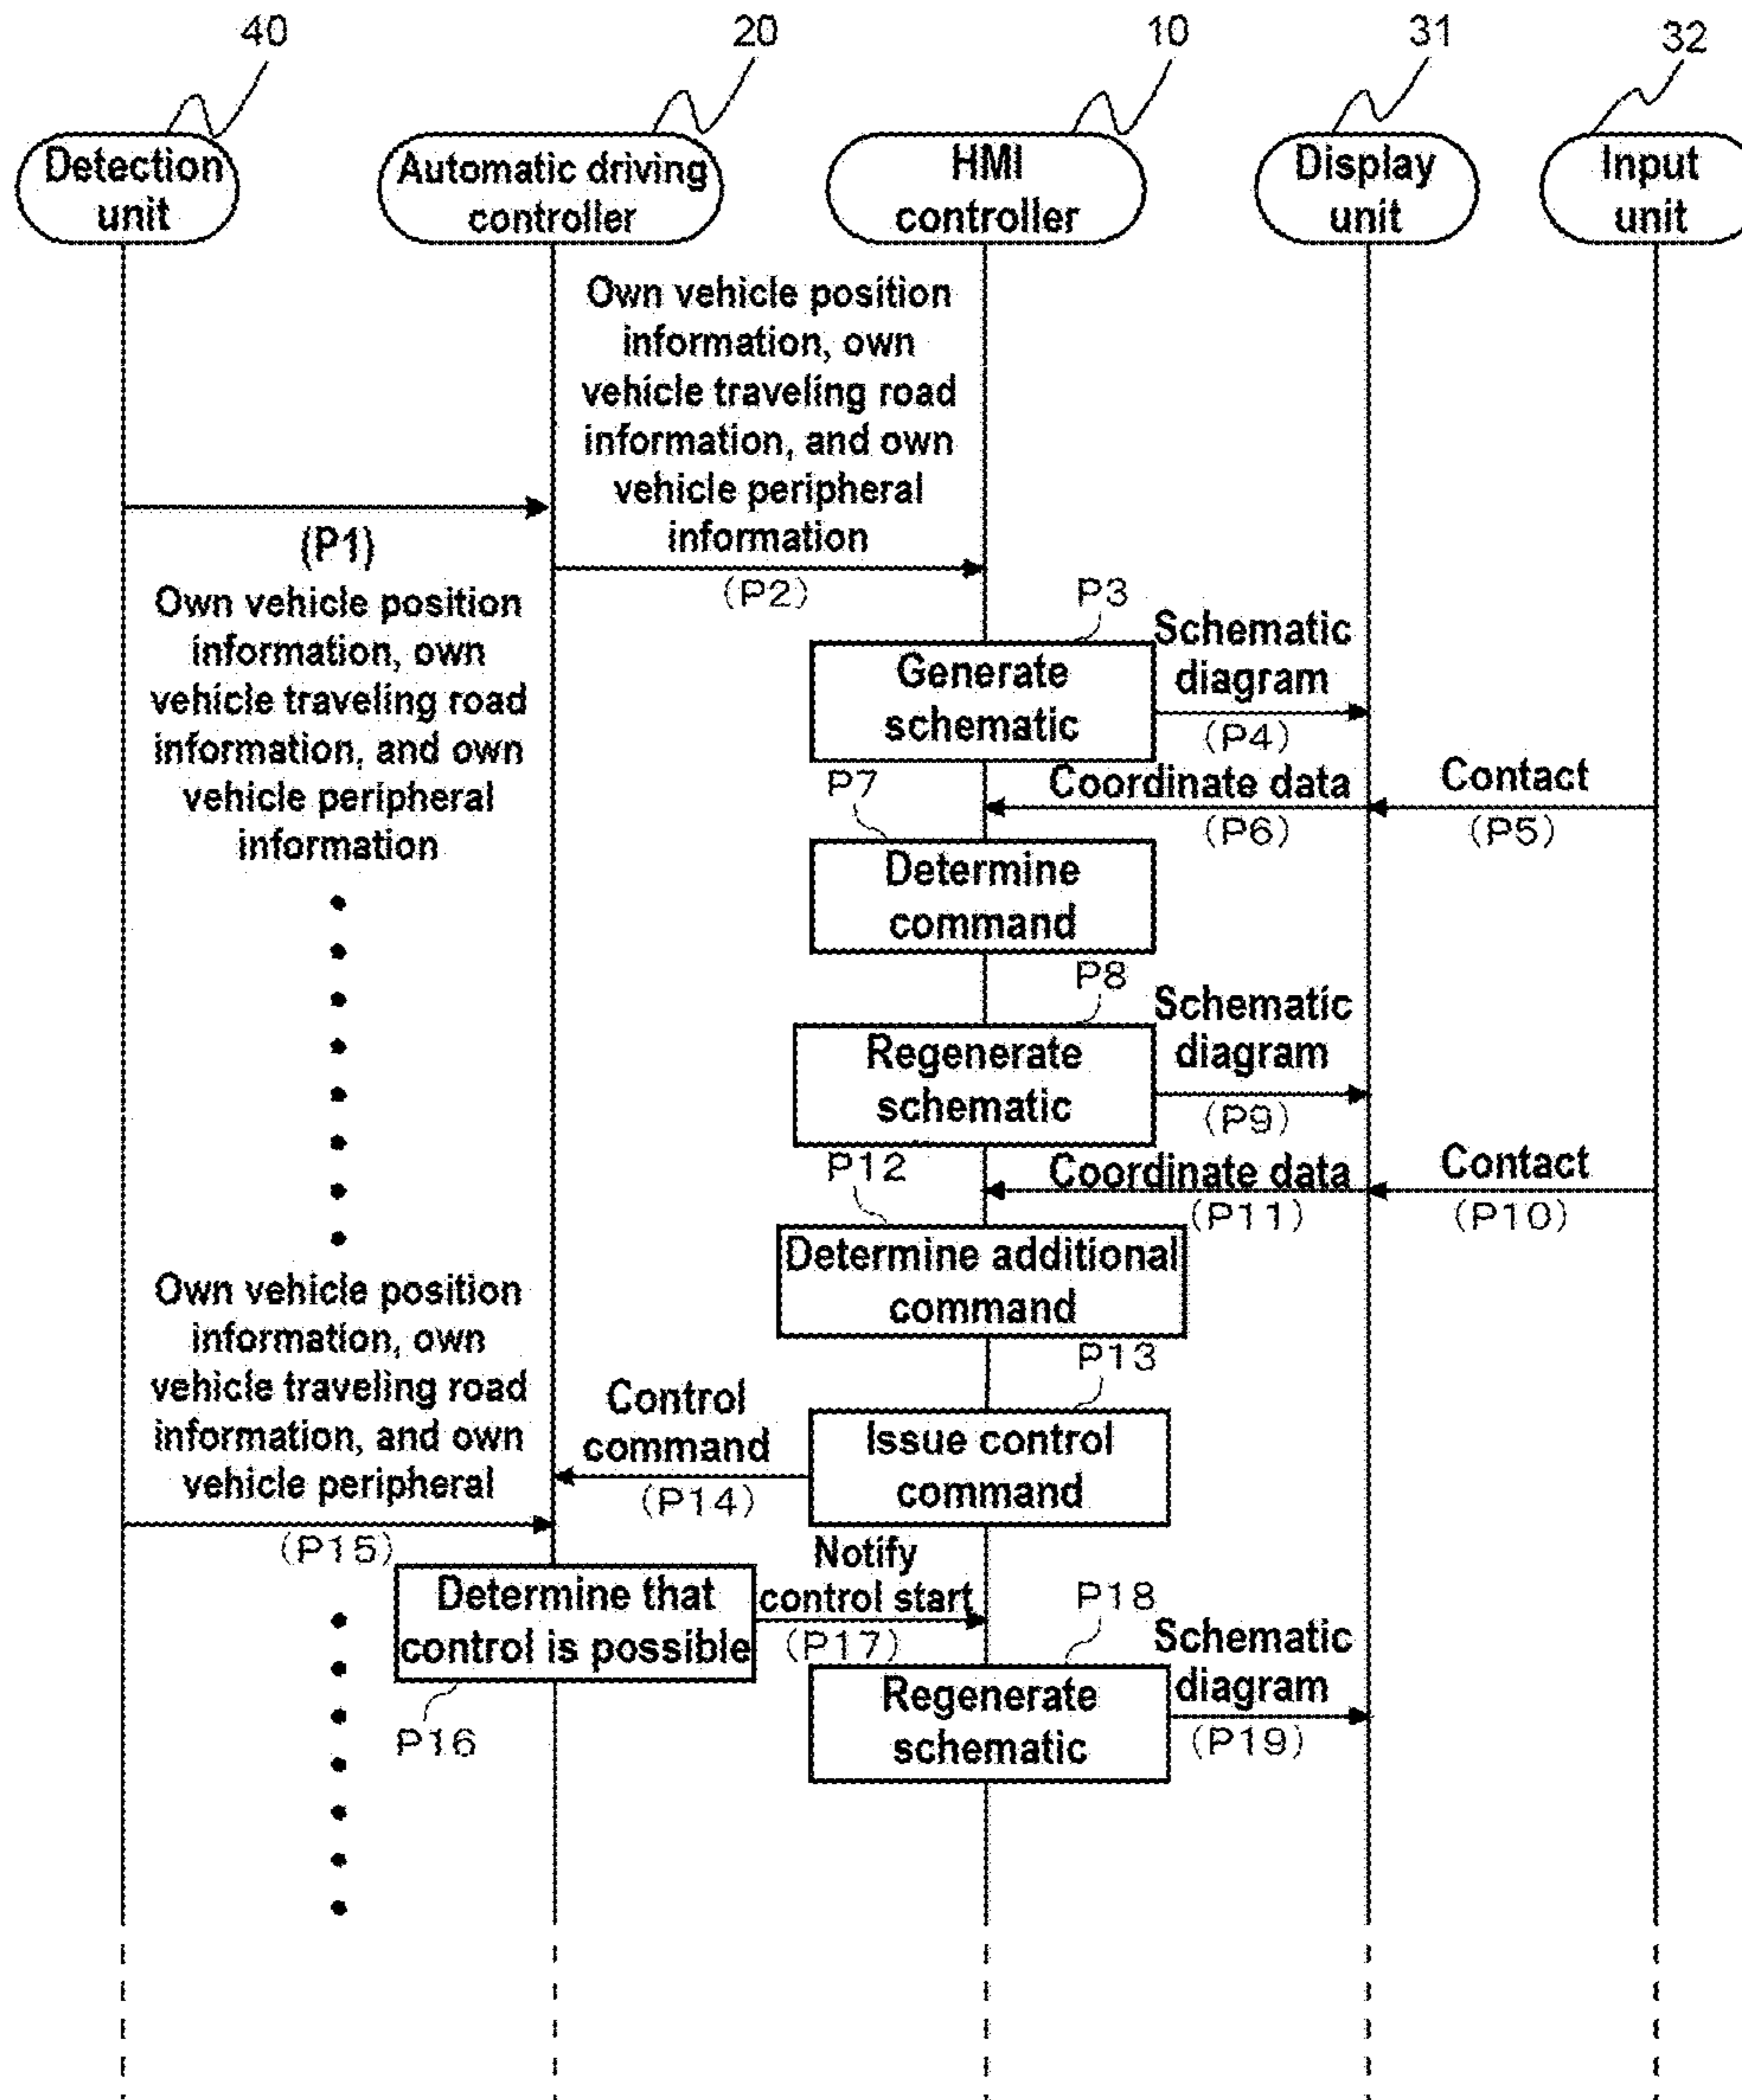 40
20
10
31
32
Detection
unit
Automatic driving
controller
HMI
controller
Display
unit
Input
unit
Own vehicle position
information, own
vehicle traveling road
information, and own
vehicle peripheral
information
(P2)
(P1)
Own vehicle position
information, own
vehicle traveling road
information, and own
vehicle peripheral
information
P3
Generate
schematic
Schematic
diagram
(P4)
Coordinate data
(P6)
Contact
(P5)
P7
Determine
command
P8
Regenerate
schematic
Schematic
diagram
(P9)
Coordinate data
(P11)
Contact
(P10)
P12
Determine additional
command
P13
Issue control
command
Control
command
(P14)
Own vehicle position
information, own
vehicle traveling road
information, and own
vehicle peripheral
(P15)
Determine that
control is possible
P16
Notify
control start
(P17)
P18
Regenerate
schematic
Schematic
diagram
(P19)